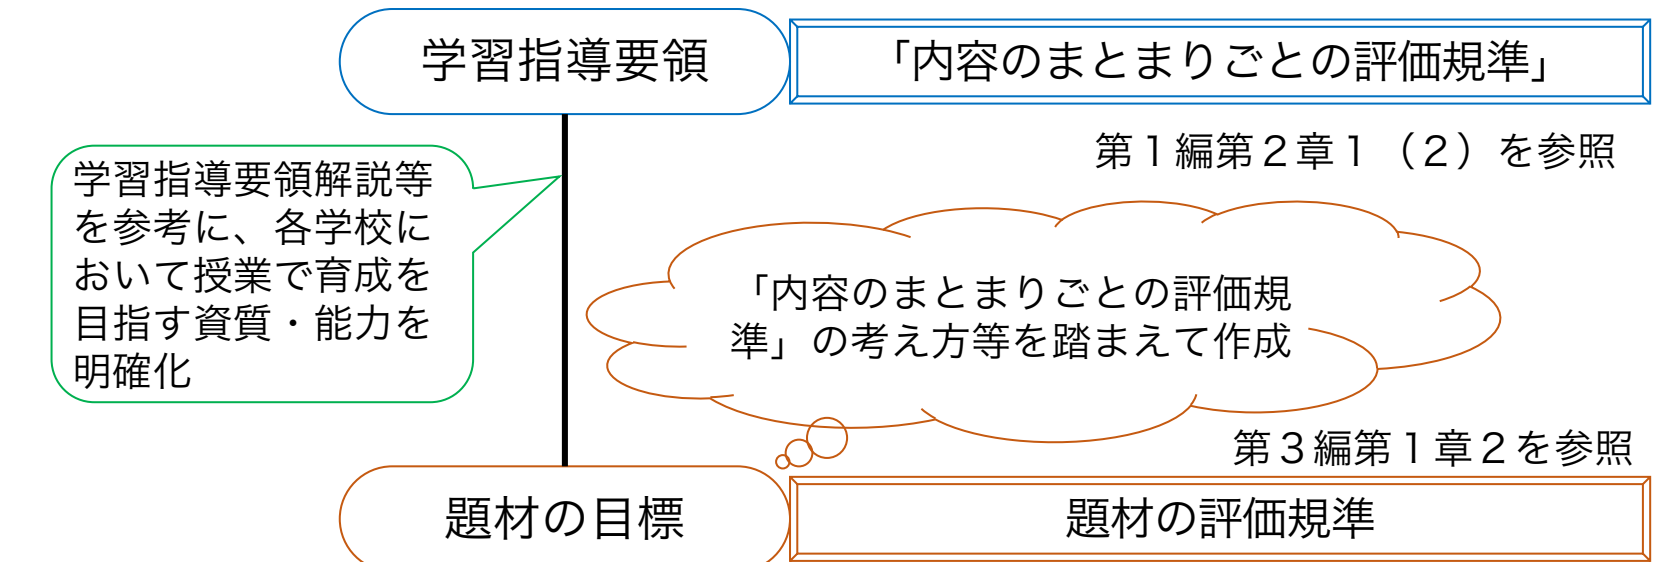 学習指導要領
「内容のまとまりごとの評価規準」
第１編第２章１（２）を参照
学習指導要領解説等
を参考に、各学校に
おいて授業で育成を
目指す資質・能力を
明確化
「内容のまとまりごとの評価規
準」の考え方等を踏まえて作成
第３編第１章２を参照
題材の目標
題材の評価規準